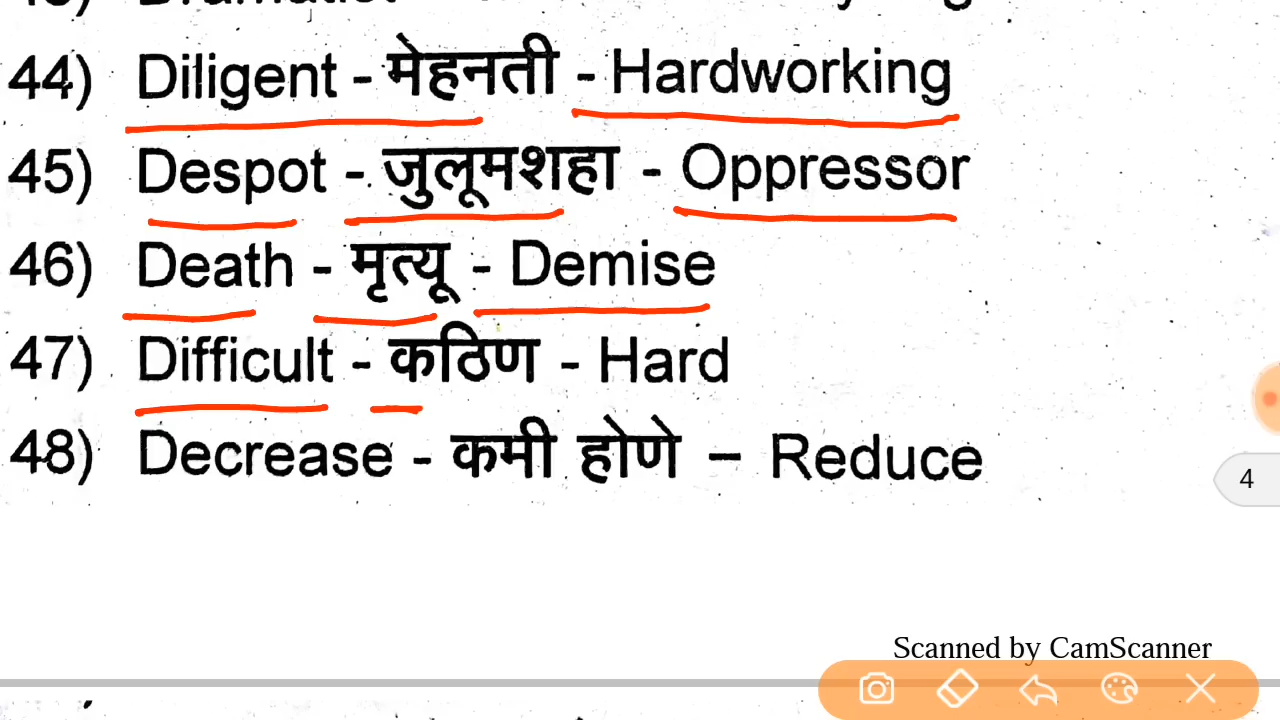 44) Diligent - मेहनती - Hardworking
45) Despot - जुलूमशहा - Oppressor
46) Death - मृत्यू - Demise
47) Difficult - कठिण - Hard
48) Decrease - कमी होणे – Reduce
4
Scanned by CamScanner